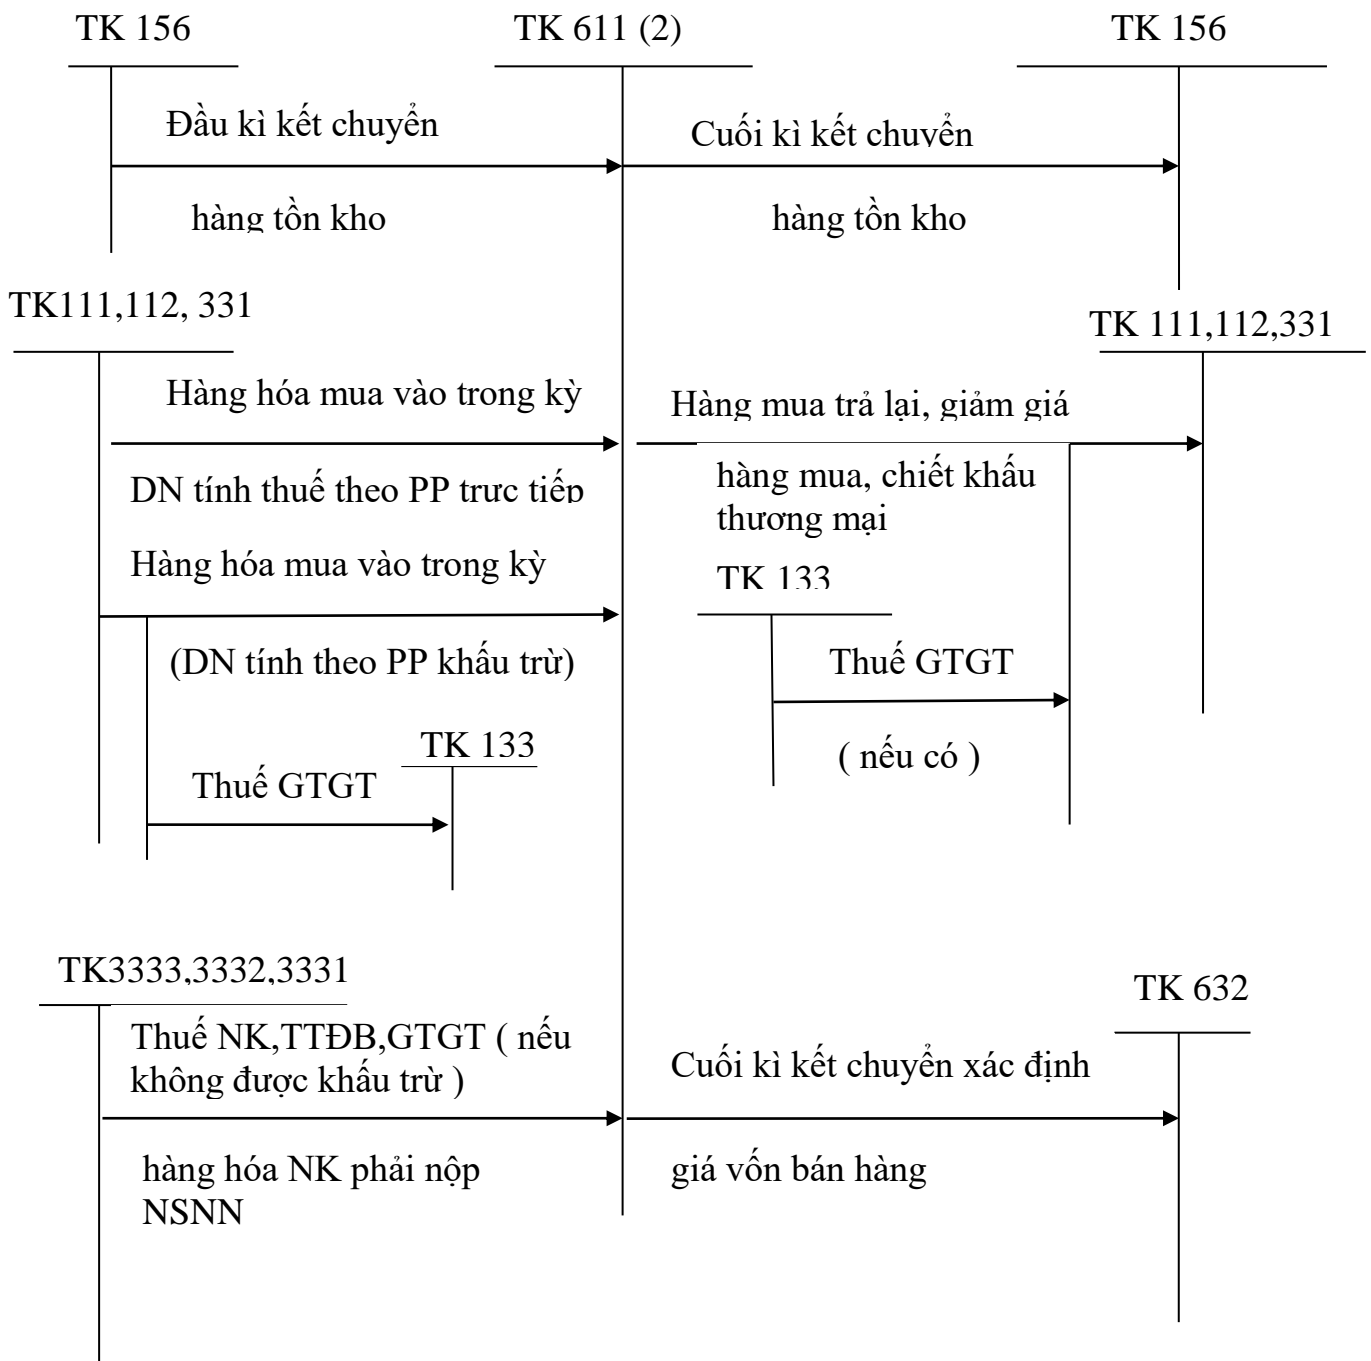 TK 156
TK 611 (2)
TK 156
Đầu kì kết chuyển
Cuối kì kết chuyển
hàng tồn kho
hàng tồn kho
TK111,112, 331
TK 111,112,331
Hàng hóa mua vào trong kỳ
Hàng mua trả lại, giảm giá
DN tính thuế theo PP trực tiếp
hàng mua, chiết khấu
thương mại
Hàng hóa mua vào trong kỳ
TK 133
(DN tính theo PP khấu trừ)
Thuế GTGT
( nếu có )
TK 133
Thuế GTGT
TK3333,3332,3331
TK 632
Thuế NK,TTĐB,GTGT ( nếu
không được khấu trừ )
Cuối kì kết chuyển xác định
hàng hóa NK phải nộp
NSNN
giá vốn bán hàng